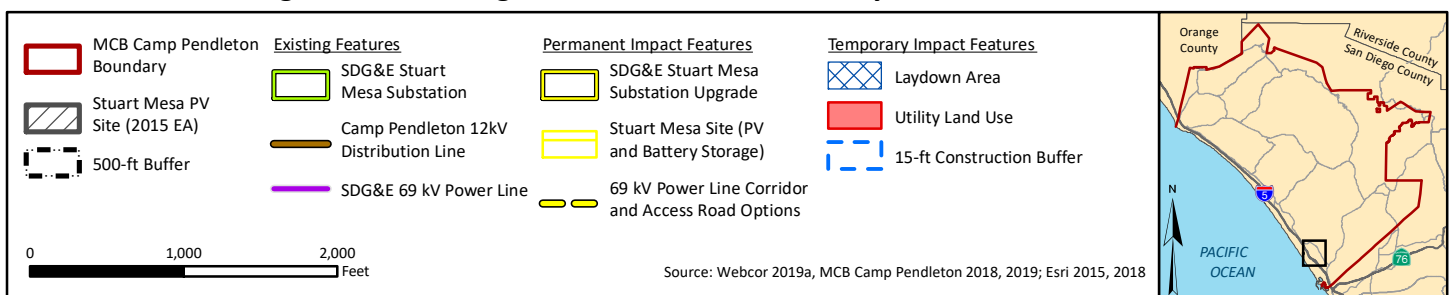 MCB Camp Pendleton
Boundary
Stuart Mesa PV
Site (2015 EA)
500-ft Buffer
Existing Features
SDG&E Stuart
Mesa Substation
Camp Pendleton 12kV
Distribution Line
SDG&E 69 kV Power Line
Permanent Impact Features
SDG&E Stuart Mesa
Substation Upgrade
Stuart Mesa Site (PV
and Battery Storage)
69 kV Power Line Corridor
and Access Road Options
Temporary Impact Features
Laydown Area
Utility Land Use
15-ft Construction Buffer
0 1,000 2,000
Feet
Source: Webcor 2019a, MCB Camp Pendleton 2018, 2019; Esri 2015, 2018
Orange
County
Riverside County
San Diego County
N
5
PACIFIC
OCEAN
76